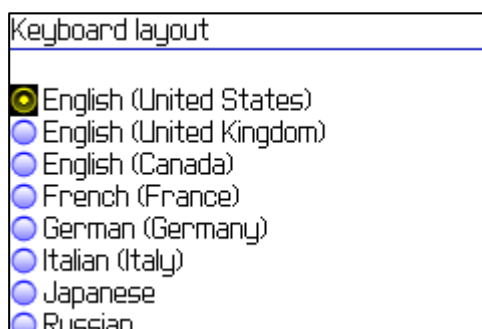 Keyboard layout
English (United States)
English (United Kingdom)
English (Canada)
French (France)
German (Germany)
Italian (Italy)
Japanese
Russian